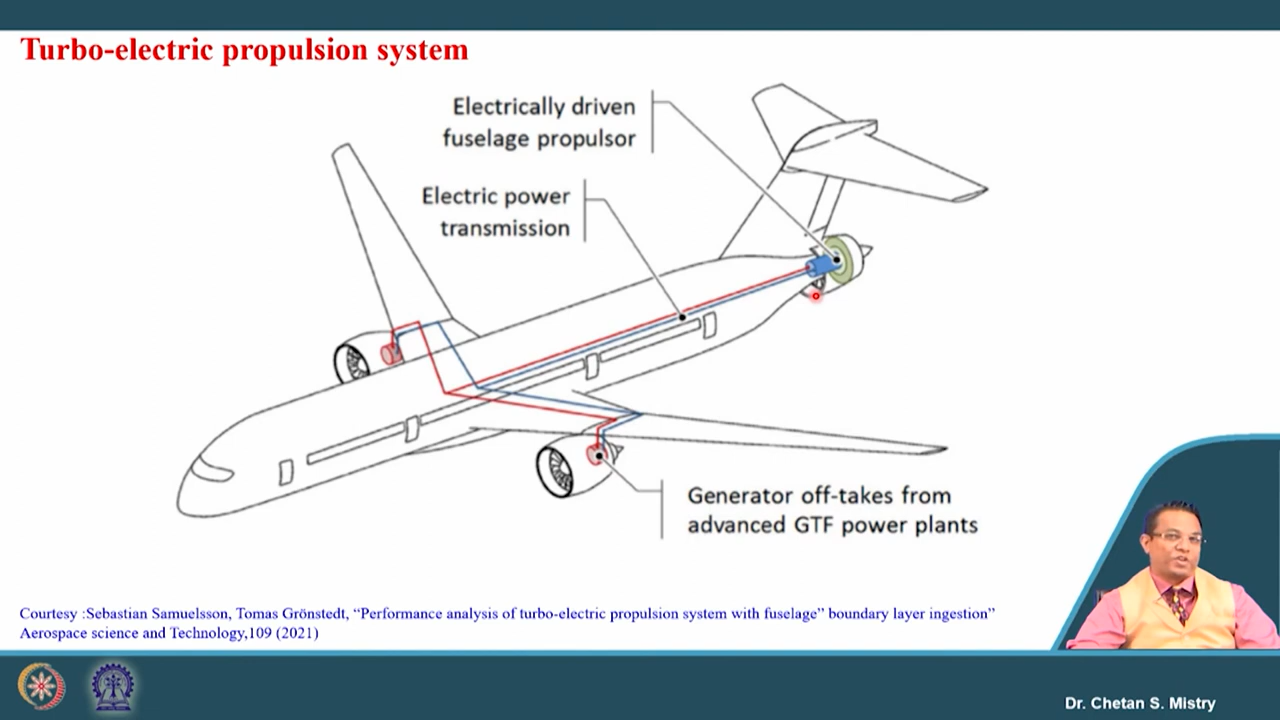 Turbo-electric propulsion system
Electrically driven
fuselage propulsor
Electric power
transmission
Generator off-takes from
advanced GTF power plants
Courtesy :Sebastian Samuelsson, Tomas Grönstedt, “Performance analysis of turbo-electric propulsion system with fuselage” boundary layer ingestion”
Aerospace science and Technology,109 (2021)
Dr. Chetan S. Mistry